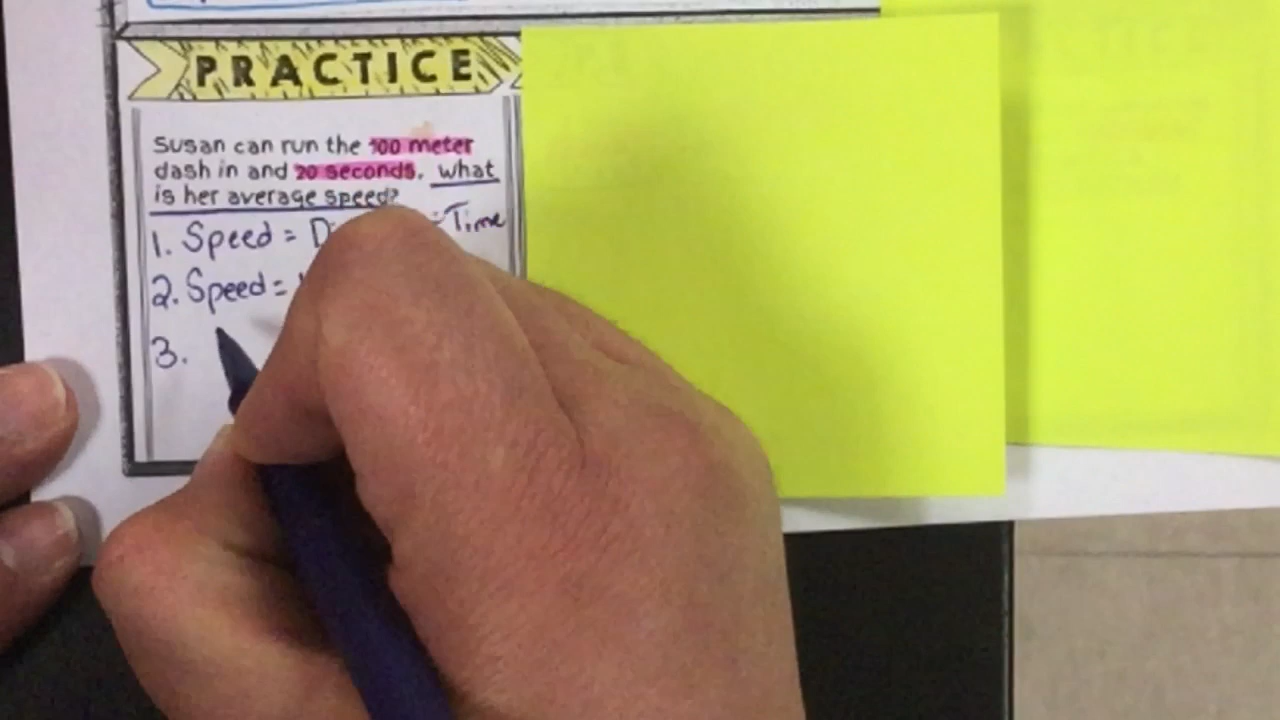 PRACTICE
Susan can run the 100 meter
dash in and 20 seconds. What
is her average speed?
1. Speed = ÷ Time
2. Speed =
3.